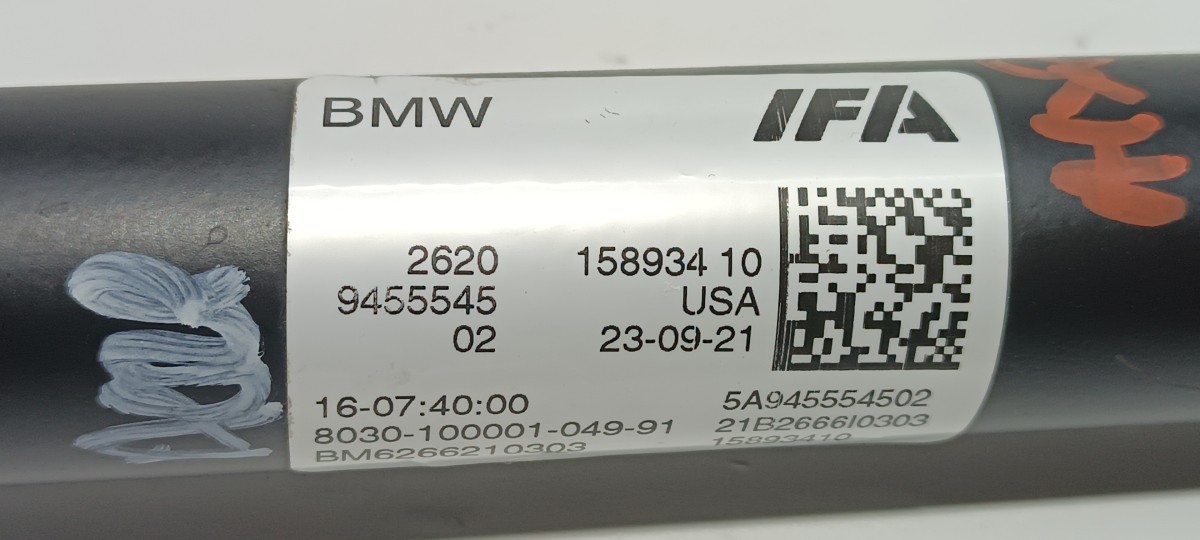 BMW IFA
2620 158934 10
9455545 USA
02 23-09-21
16-07:40:00 5A945554502
8030-100001-049-91 21B2666I0303
BM6266210303 15893410